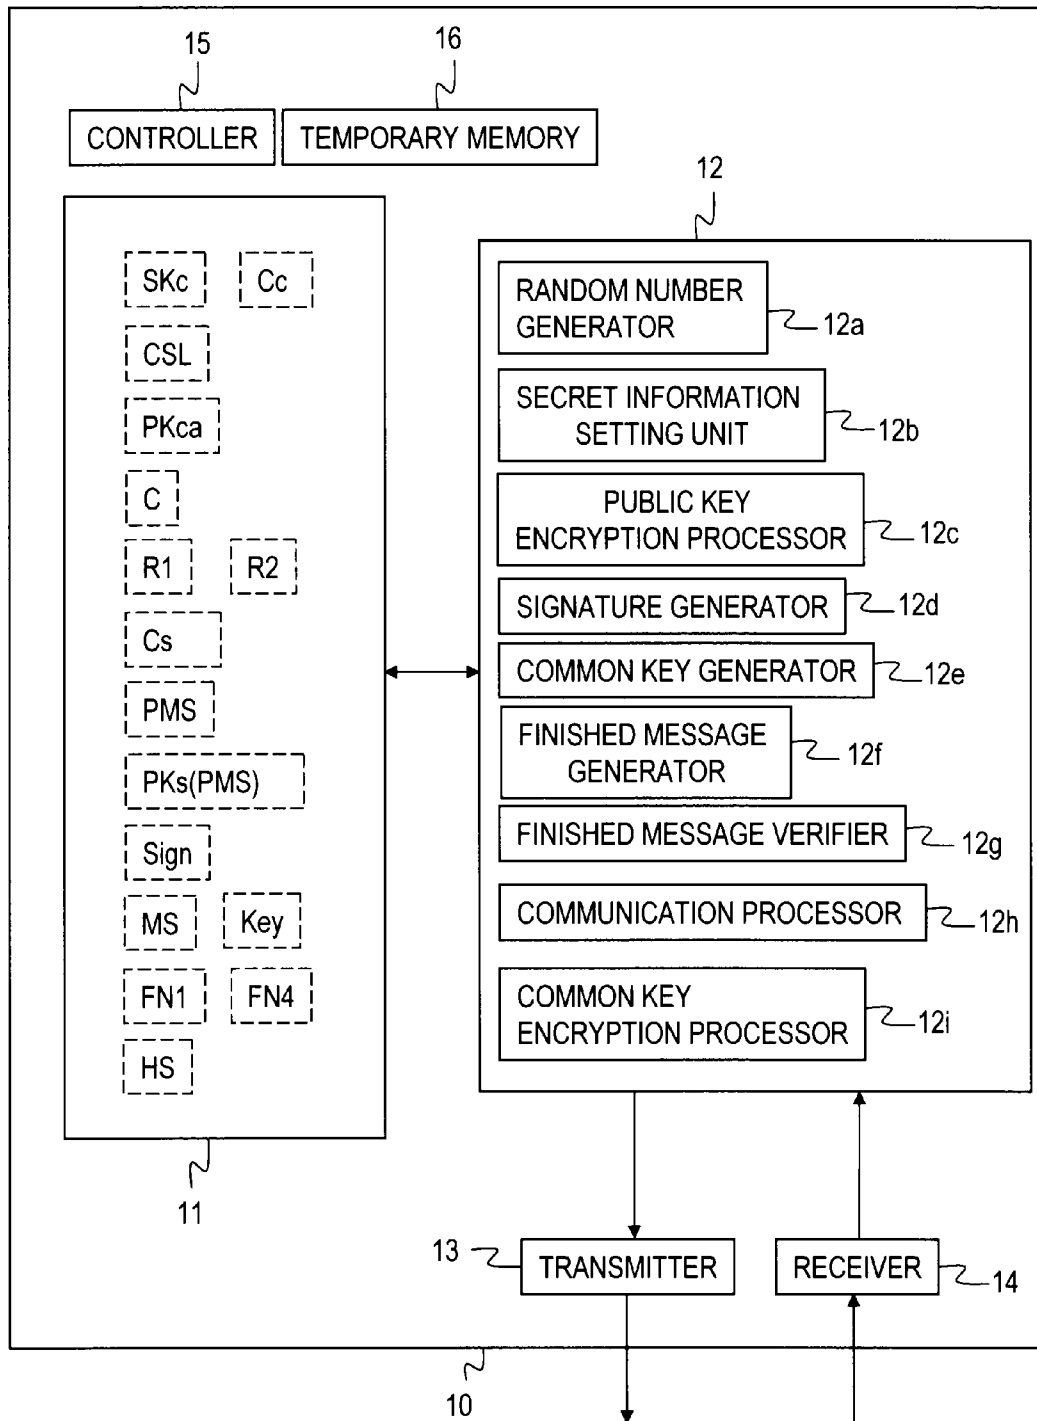 15
16
CONTROLLER
TEMPORARY MEMORY
12
SKc
Cc
CSL
PKca
C
R1
R2
Cs
PMS
PKs(PMS)
Sign
MS
Key
FN1
FN4
HS
11
RANDOM NUMBER
GENERATOR
12a
SECRET INFORMATION
SETTING UNIT
12b
PUBLIC KEY
ENCRYPTION PROCESSOR
12c
SIGNATURE GENERATOR
12d
COMMON KEY GENERATOR
12e
FINISHED MESSAGE
GENERATOR
12f
FINISHED MESSAGE VERIFIER
12g
COMMUNICATION PROCESSOR
12h
COMMON KEY
ENCRYPTION PROCESSOR
12i
13
TRANSMITTER
RECEIVER
14
10